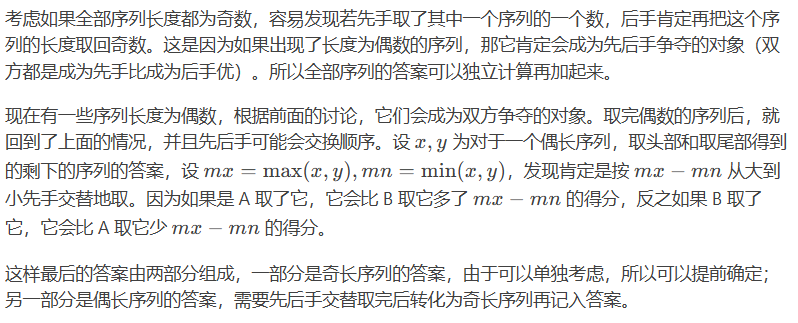 考虑如果全部序列长度都为奇数，容易发现若先手取了其中一个序列的一个数，后手肯定再把这个序
列的长度取回奇数。这是因为如果出现了长度为偶数的序列，那它肯定会成为先后手争夺的对象（双
方都是成为先手比成为后手优）。所以全部序列的答案可以独立计算再加起来。
现在有一些序列长度为偶数，根据前面的讨论，它们会成为双方争夺的对象。取完偶数的序列后，就
回到了上面的情况，并且先后手可能会交换顺序。设 x, y 为对于一个偶长序列，取头部和取尾部得到
的剩下的序列的答案，设 mx = max(x, y), mn = min(x, y)，发现肯定是按 mx − mn 从大到
小先手交替地取。因为如果是 A 取了它，它会比 B 取它多了 mx − mn 的得分，反之如果 B 取了
它，它会比 A 取它少 mx − mn 的得分。
这样最后的答案由两部分组成，一部分是奇长序列的答案，由于可以单独考虑，所以可以提前确定；
另一部分是偶长序列的答案，需要先后手交替取完后转化为奇长序列再记入答案。